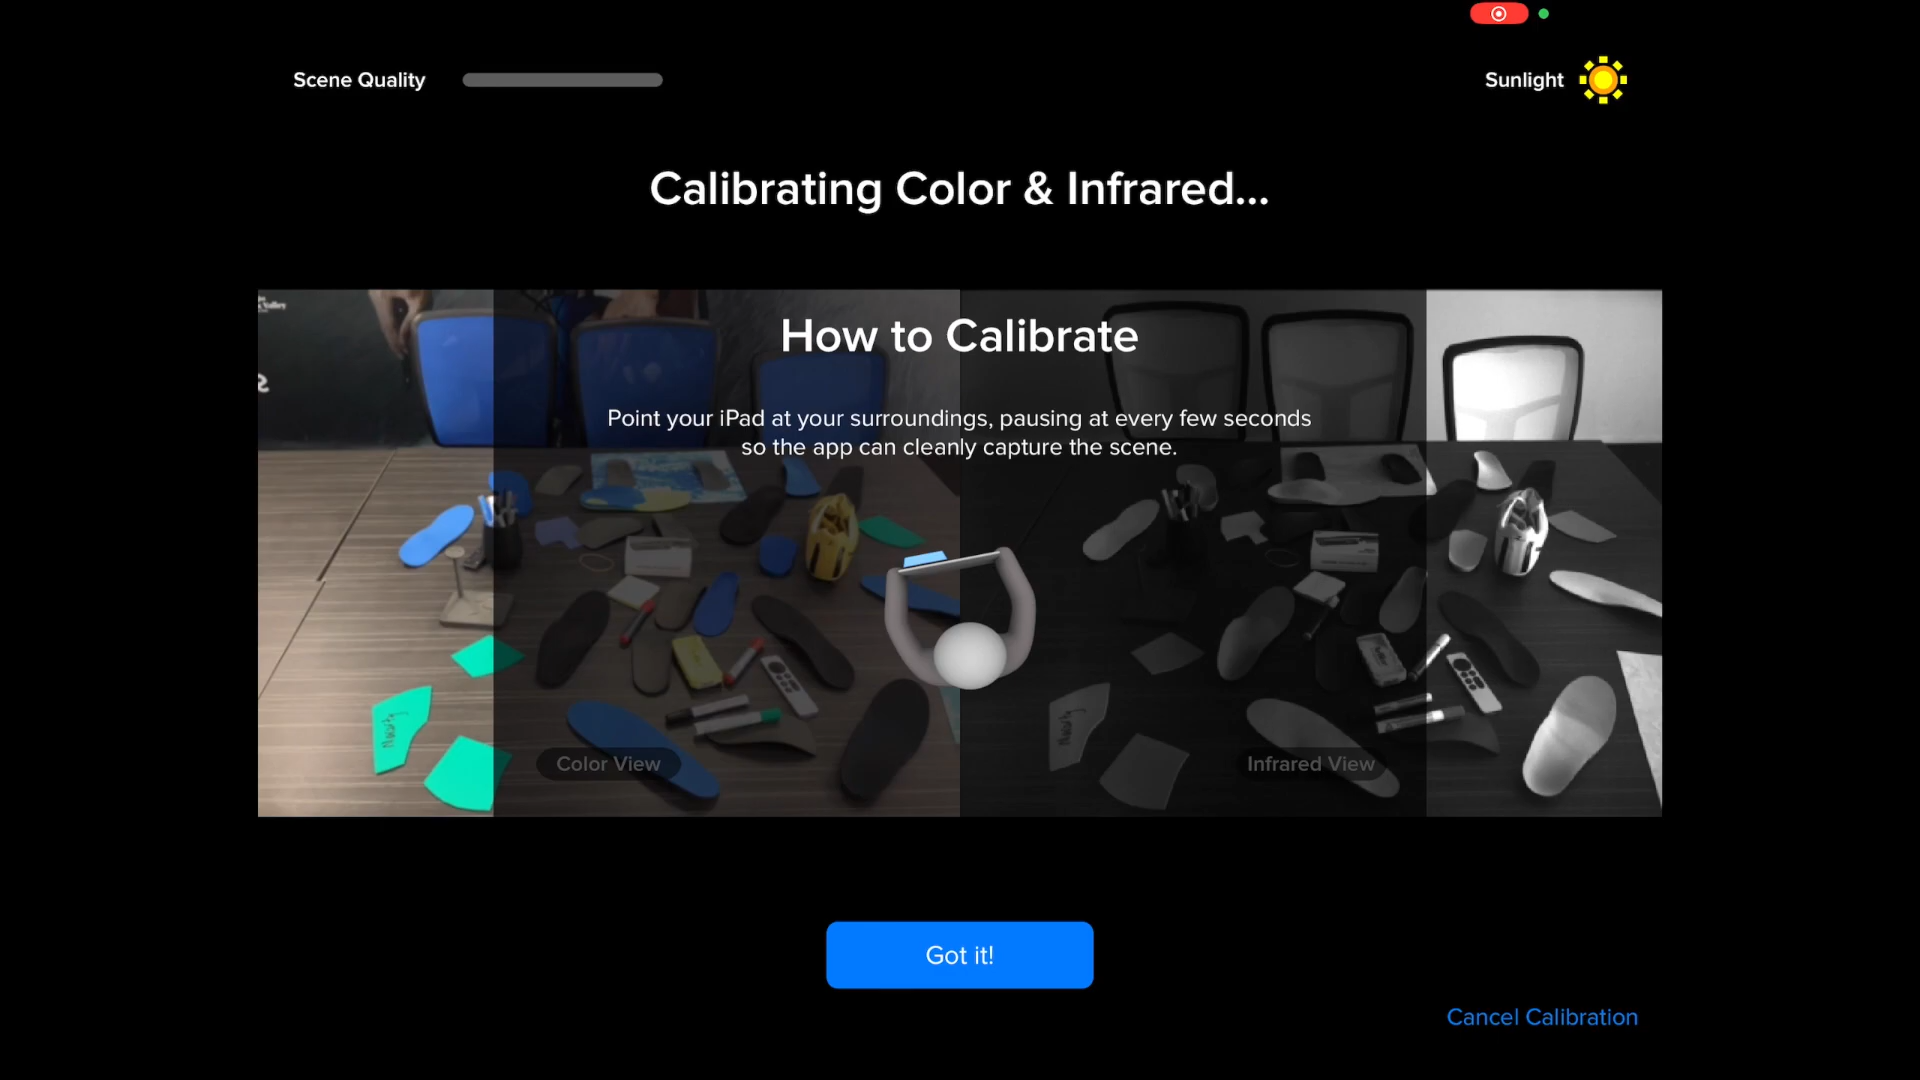 Scene Quality
Sunlight
Calibrating Color & Infrared...
How to Calibrate
Point your iPad at your surroundings, pausing at every few seconds
so the app can cleanly capture the scene.
Color View
Infrared View
Got it!
Cancel Calibration